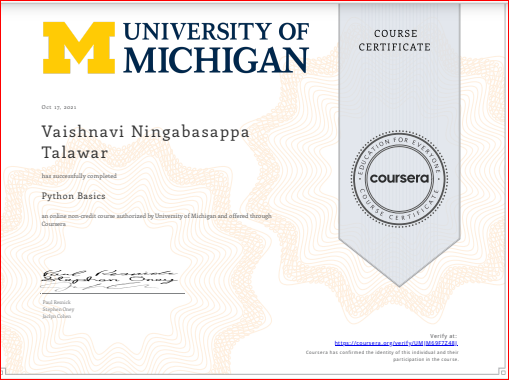 UNIVERSITY OF
MICHIGAN
COURSE
CERTIFICATE
Oct 17, 2021
Vaishnavi Ningabasappa
Talawar
has successfully completed
Python Basics
an online non-credit course authorized by University of Michigan and offered through
Coursera
EDUCATION FOR EVERYONE
coursera
COURSE CERTIFICATE
Paul Resnick
Stephen Oney
Jaclyn Cohen
Verify at:
https://coursera.org/verify/UMJM69F7Z48J
Coursera has confirmed the identity of this individual and their
participation in the course.